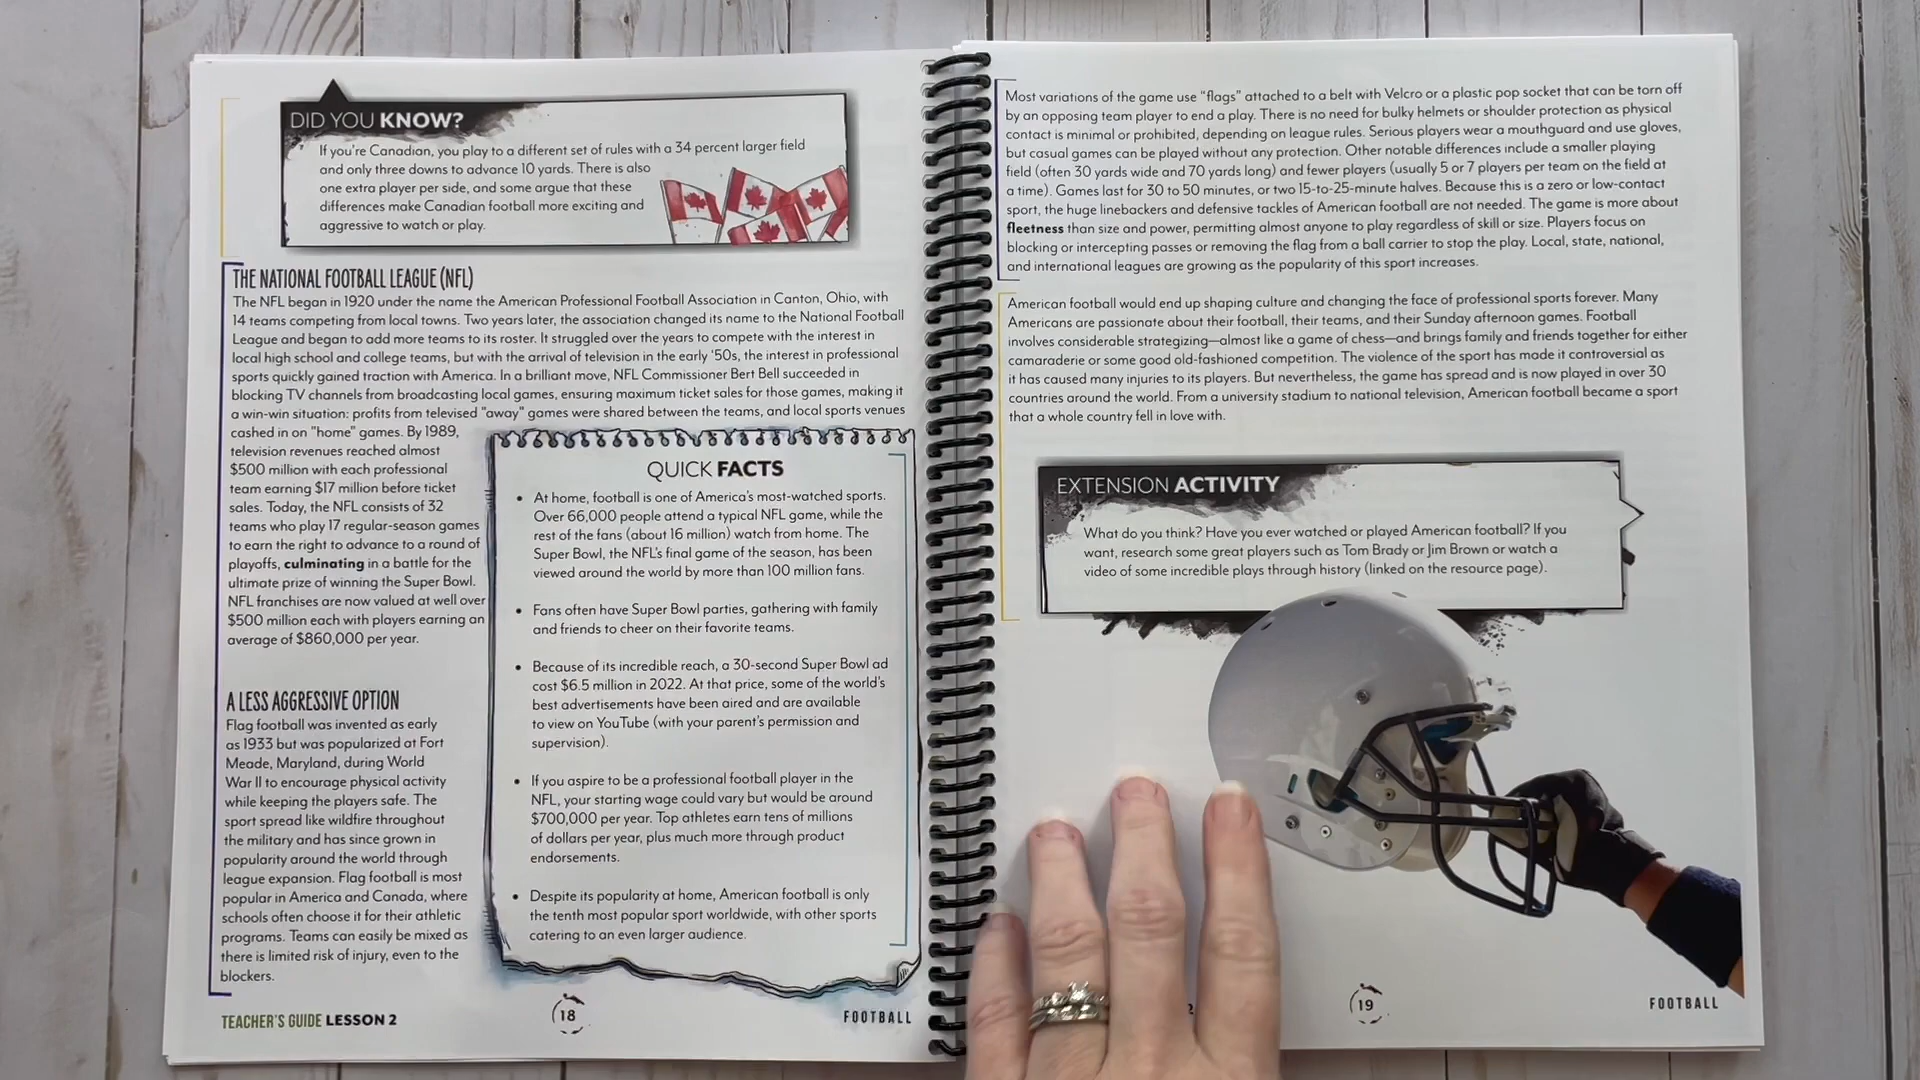 DID YOU KNOW?
If you're Canadian, you play to a different set of rules with a 34 percent larger field
and only three downs to advance 10 yards. There is also
one extra player per side, and some argue that these
differences make Canadian football more exciting and
aggressive to watch or play.
THE NATIONAL FOOTBALL LEAGUE (NFL)
The NFL began in 1920 under the name the American Professional Football Association in Canton, Ohio, with
14 teams competing from local towns. Two years later, the association changed its name to the National Football
League and began to add more teams to its roster. It struggled over the years to compete with the interest in
local high school and college teams, but with the arrival of television in the early '50s, the interest in professional
sports quickly gained traction with America. In a brilliant move, NFL Commissioner Bert Bell succeeded in
blocking TV channels from broadcasting local games, ensuring maximum ticket sales for those games, making it
a win-win situation: profits from televised "away" games were shared between the teams, and local sports venues
cashed in on "home" games. By 1989,
television revenues reached almost
$500 million with each professional
team earning $17 million before ticket
sales. Today, the NFL consists of 32
teams who play 17 regular-season games
to earn the right to advance to a round of
playoffs, culminating in a battle for the
ultimate prize of winning the Super Bowl.
NFL franchises are now valued at well over
$500 million each with players earning an
average of $860,000 per year.
A LESS AGGRESSIVE OPTION
Flag football was invented as early
as 1933 but was popularized at Fort
Meade, Maryland, during World
War II to encourage physical activity
while keeping the players safe. The
sport spread like wildfire throughout
the military and has since grown in
popularity around the world through
league expansion. Flag football is most
popular in America and Canada, where
schools often choose it for their athletic
programs. Teams can easily be mixed as
there is limited risk of injury, even to the
blockers.
QUICK FACTS
• At home, football is one of America's most-watched sports.
Over 66,000 people attend a typical NFL game, while the
rest of the fans (about 16 million) watch from home. The
Super Bowl, the NFL's final game of the season, has been
viewed around the world by more than 100 million fans.
• Fans often have Super Bowl parties, gathering with family
and friends to cheer on their favorite teams.
• Because of its incredible reach, a 30-second Super Bowl ad
cost $6.5 million in 2022. At that price, some of the world's
best advertisements have been aired and are available
to view on YouTube (with your parent's permission and
supervision).
• If you aspire to be a professional football player in the
NFL, your starting wage could vary but would be around
$700,000 per year. Top athletes earn tens of millions
of dollars per year, plus much more through product
endorsements.
• Despite its popularity at home, American football is only
the tenth most popular sport worldwide, with other sports
catering to an even larger audience.
TEACHER'S GUIDE LESSON 2
18
FOOTBALL
Most variations of the game use "flags" attached to a belt with Velcro or a plastic pop socket that can be torn off
by an opposing team player to end a play. There is no need for bulky helmets or shoulder protection as physical
contact is minimal or prohibited, depending on league rules. Serious players wear a mouthguard and use gloves,
but casual games can be played without any protection. Other notable differences include a smaller playing
field (often 30 yards wide and 70 yards long) and fewer players (usually 5 or 7 players per team on the field at
a time). Games last for 30 to 50 minutes, or two 15-to-25-minute halves. Because this is a zero or low-contact
sport, the huge linebackers and defensive tackles of American football are not needed. The game is more about
fleetness than size and power, permitting almost anyone to play regardless of skill or size. Players focus on
blocking or intercepting passes or removing the flag from a ball carrier to stop the play. Local, state, national,
and international leagues are growing as the popularity of this sport increases.
American football would end up shaping culture and changing the face of professional sports forever. Many
Americans are passionate about their football, their teams, and their Sunday afternoon games. Football
involves considerable strategizing—almost like a game of chess—and brings family and friends together for either
camaraderie or some good old-fashioned competition. The violence of the sport has made it controversial as
it has caused many injuries to its players. But nevertheless, the game has spread and is now played in over 30
countries around the world. From a university stadium to national television, American football became a sport
that a whole country fell in love with.
EXTENSION ACTIVITY
What do you think? Have you ever watched or played American football? If you
want, research some great players such as Tom Brady or Jim Brown or watch a
video of some incredible plays through history (linked on the resource page).
2
19
FOOTBALL